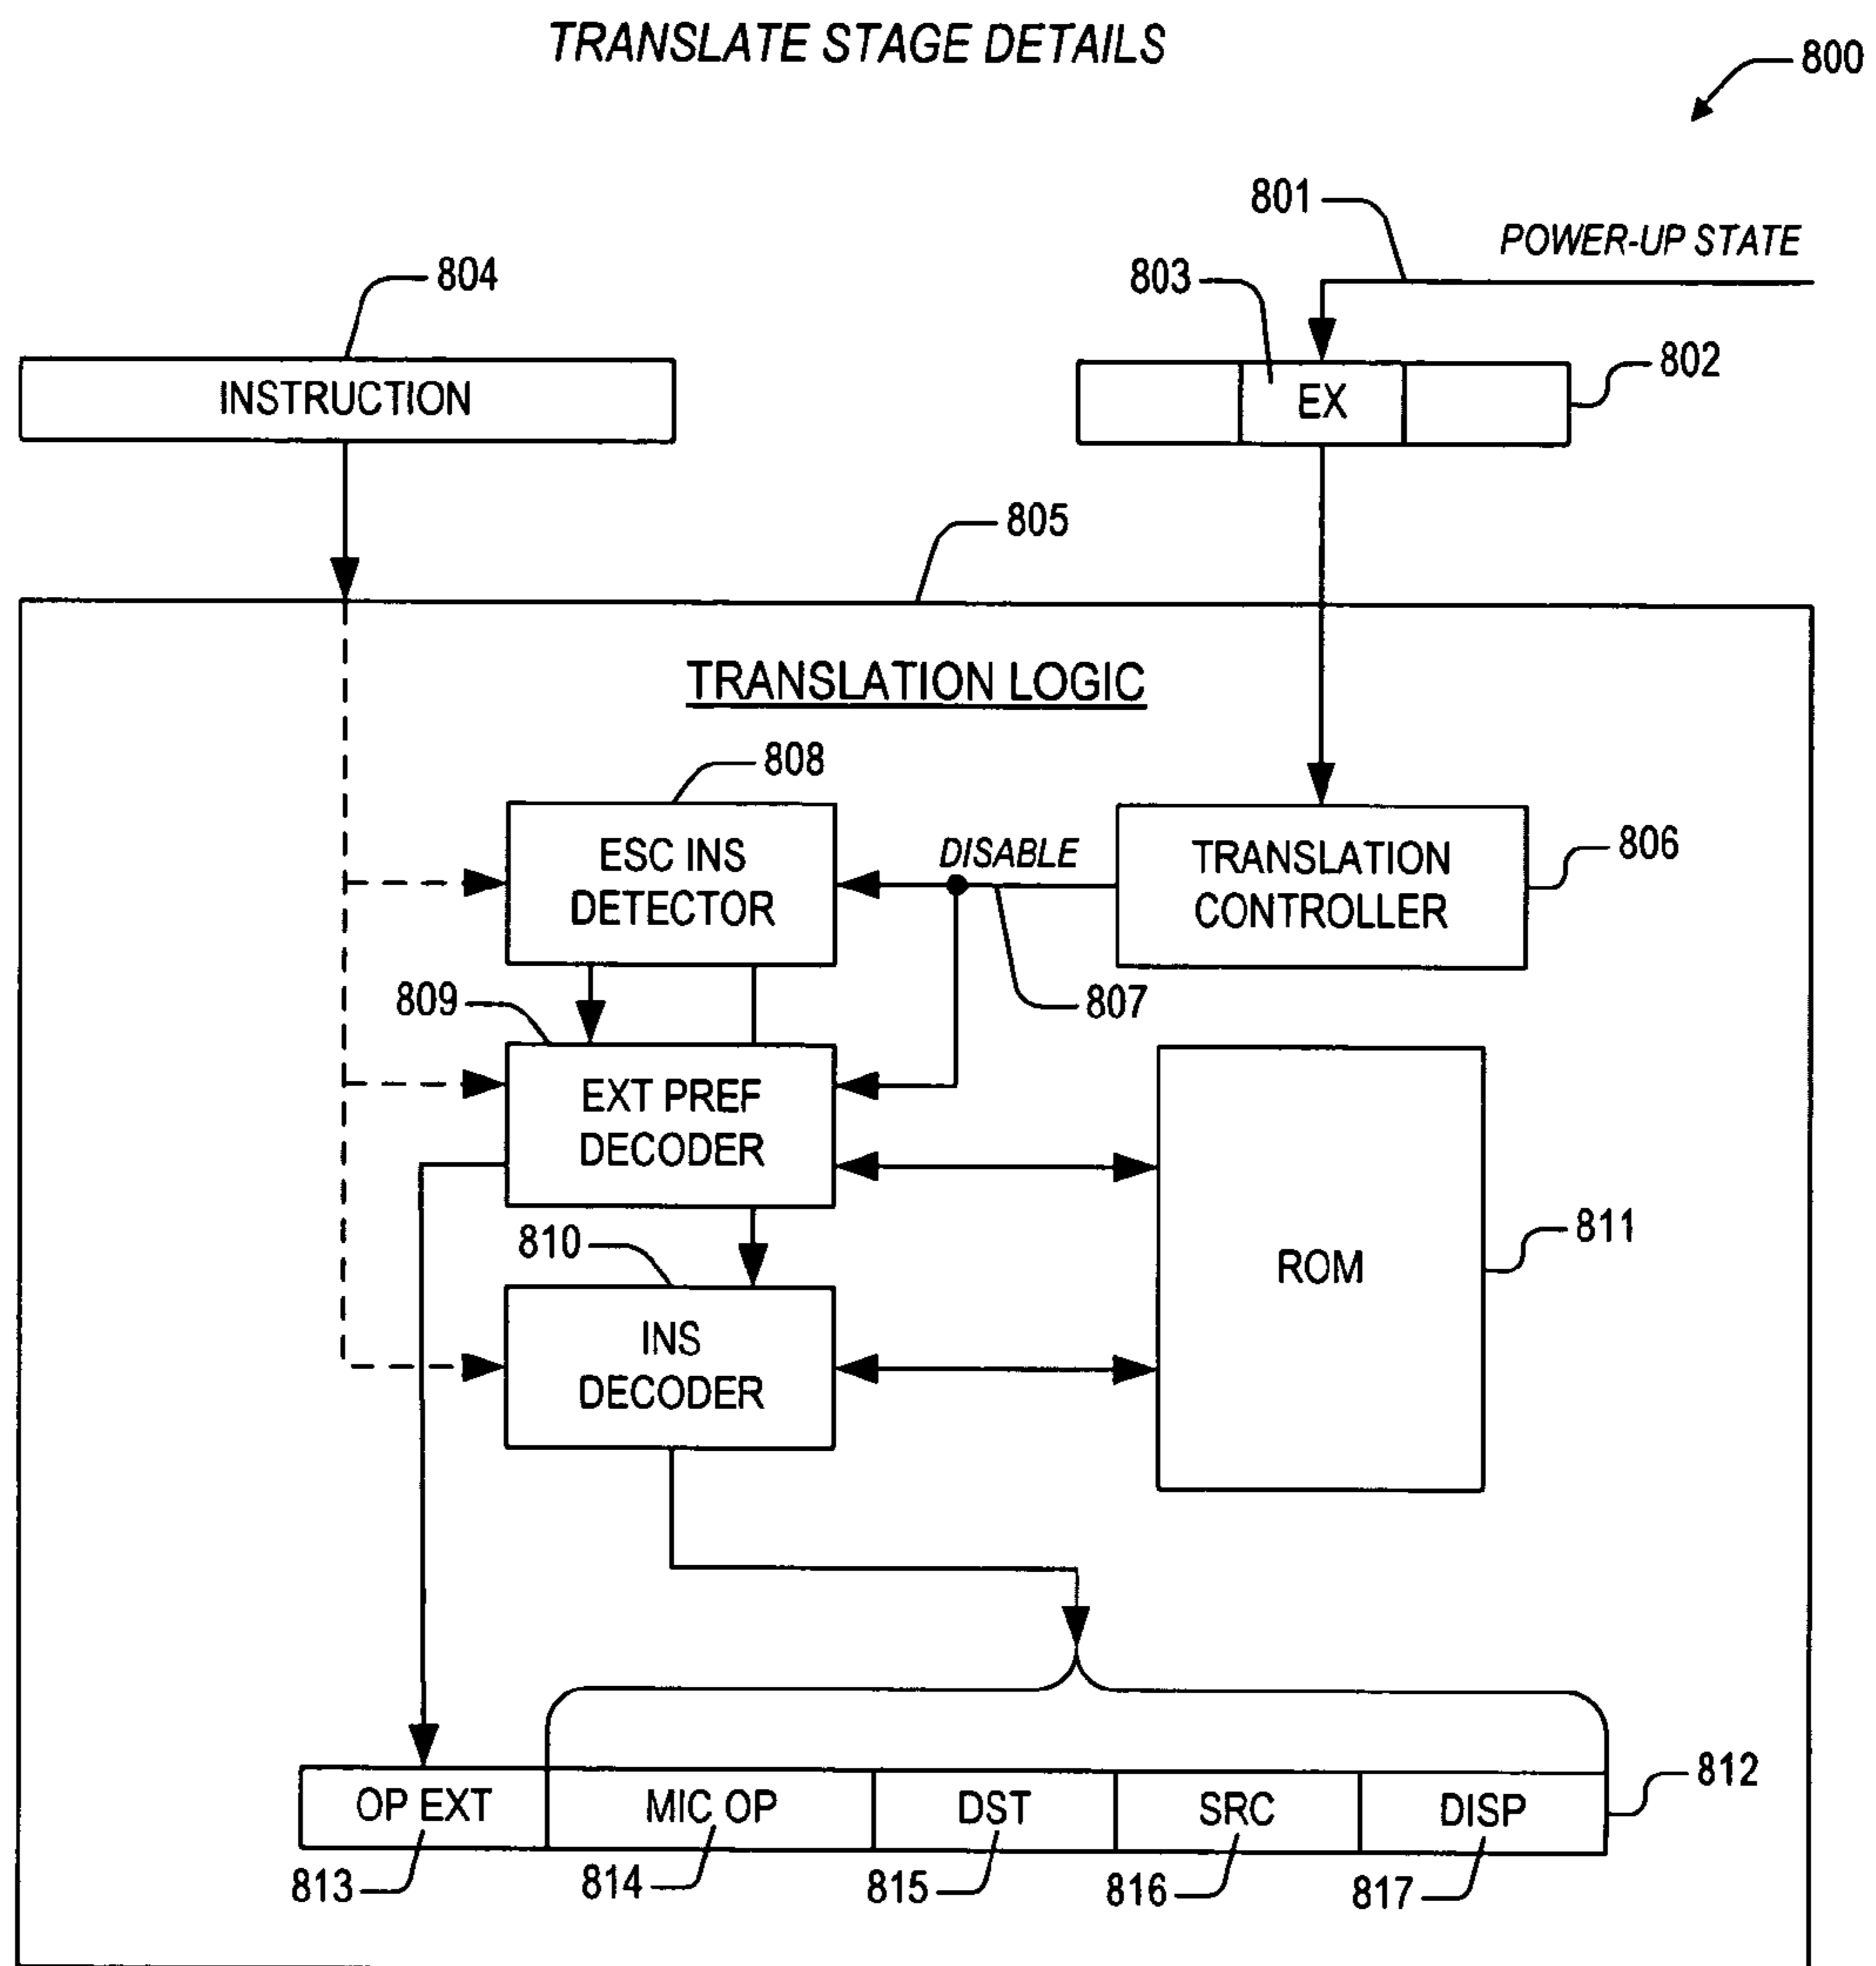 TRANSLATE STAGE DETAILS
800
801
POWER-UP STATE
804
803
802
INSTRUCTION
EX
805
TRANSLATION LOGIC
808
ESC INS
DETECTOR
DISABLE
TRANSLATION
CONTROLLER
806
807
809
EXT PREF
DECODER
810
INS
DECODER
ROM
811
OP EXT
MIC OP
DST
SRC
DISP
812
813
814
815
816
817